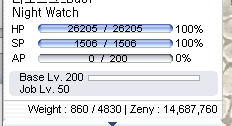 Night Watch
HP 26205 / 26205 100%
SP 1506 / 1506 100%
AP 0 / 200 0%
Base Lv. 200
Job Lv. 50
Weight : 860 / 4830 | Zeny : 14,687,760